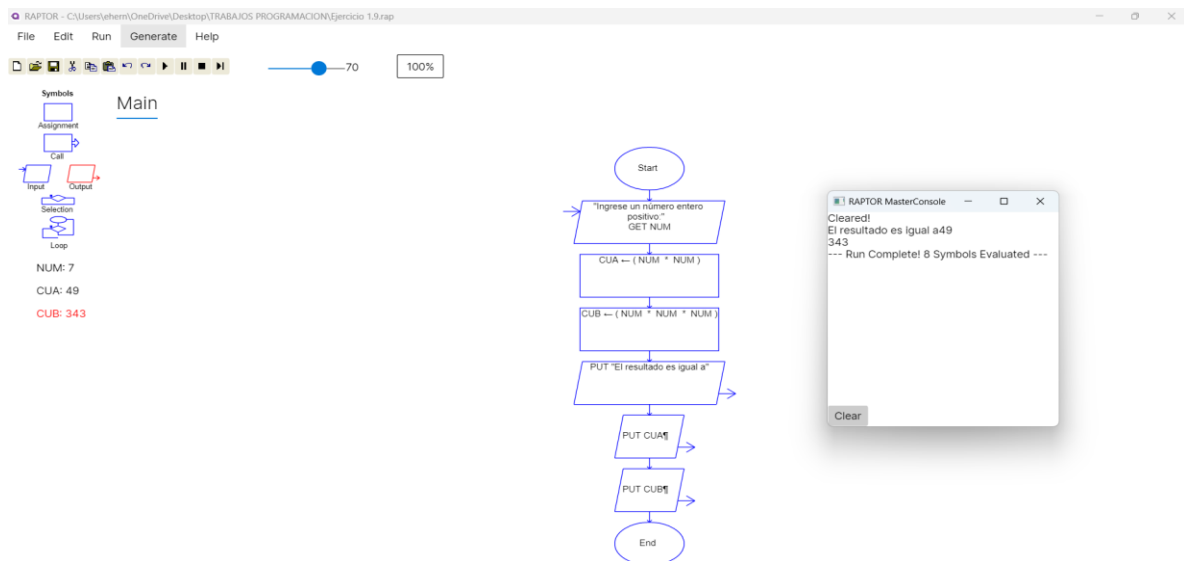 RAPTOR - C:\Users\ehern\OneDrive\Desktop\TRABAJOS PROGRAMACION\Ejercicio 1.9.rap
File Edit Run Generate Help
70 100%
Symbols
Assignment
Call
Input Output
Selection
Loop
NUM: 7
CUA: 49
CUB: 343
Main
Start
"Ingrese un número entero
positivo:"
GET NUM
CUA ← ( NUM * NUM )
CUB ← ( NUM * NUM * NUM )
PUT "El resultado es igual a"
PUT CUA¶
PUT CUB¶
End
RAPTOR MasterConsole
Cleared!
El resultado es igual a49
343
--- Run Complete! 8 Symbols Evaluated ---
Clear